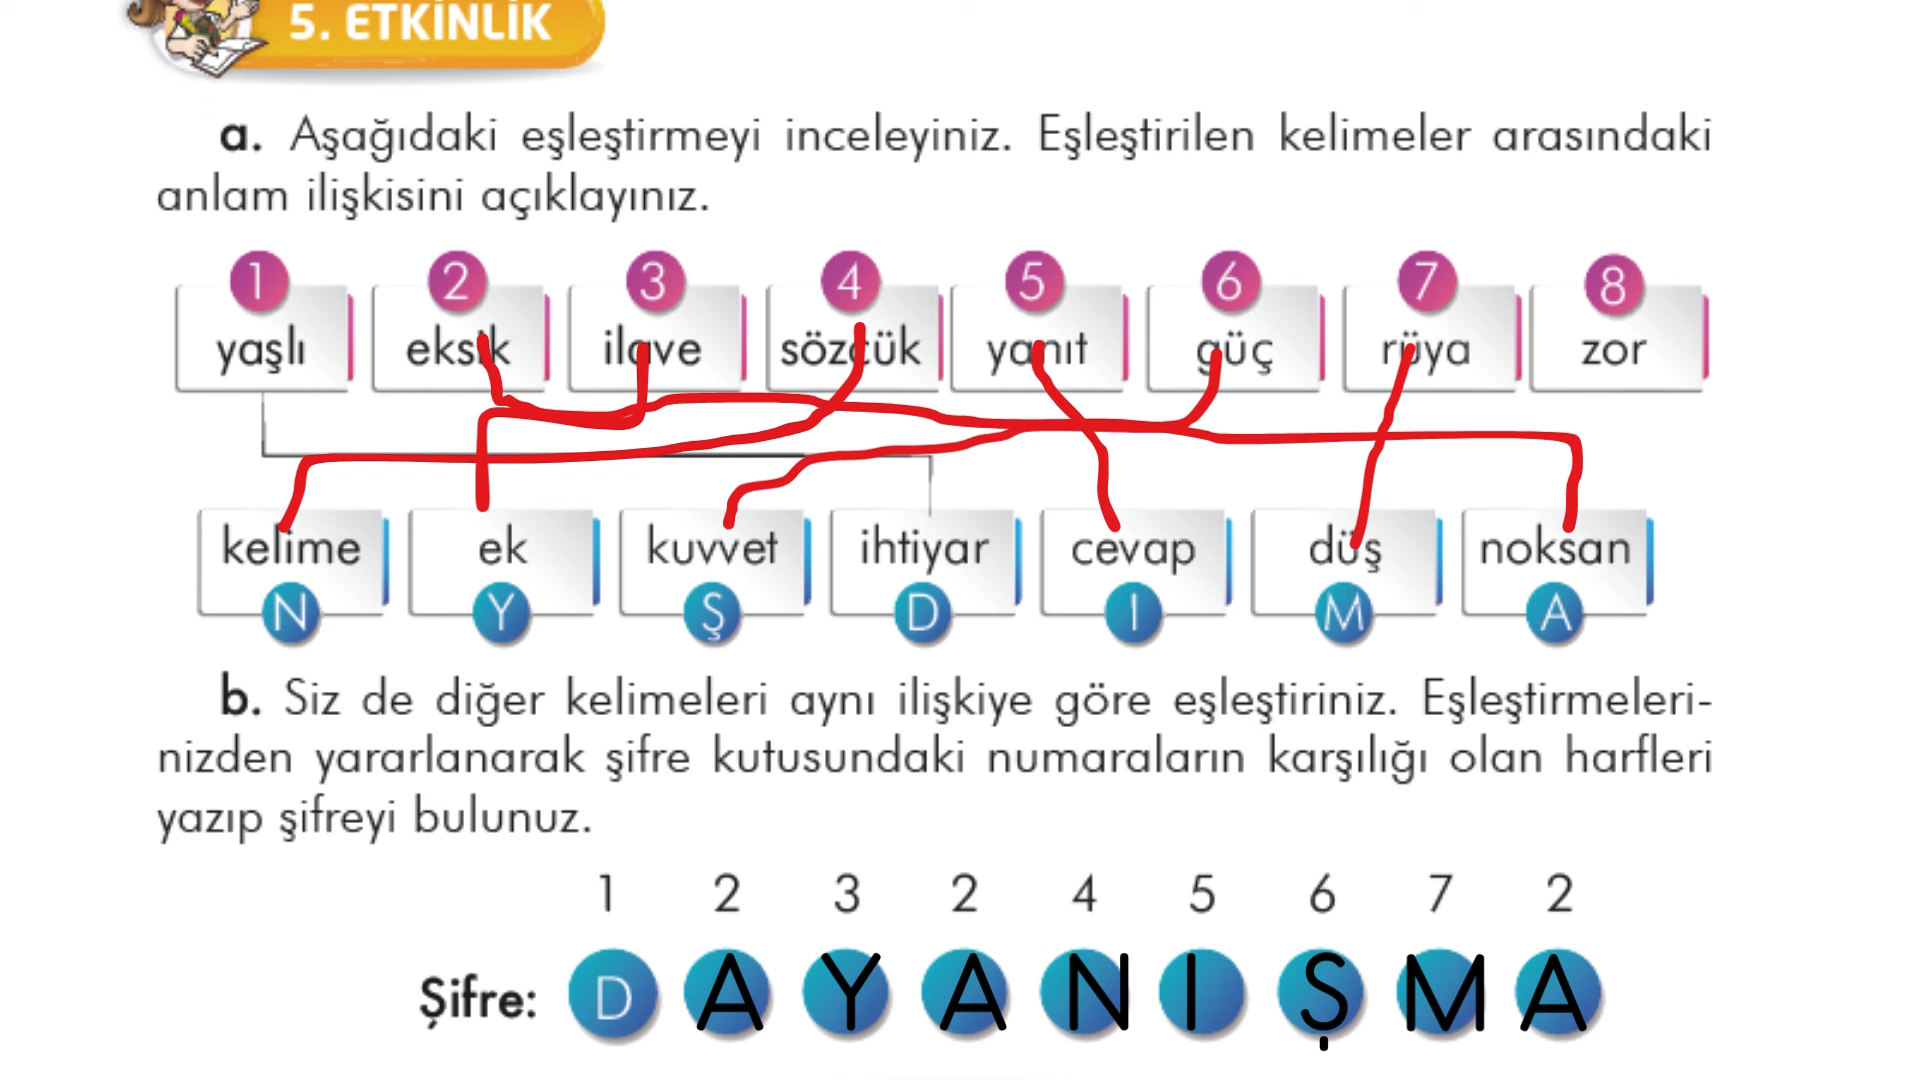 5. ETKİNLİK
a. Aşağıdaki eşleştirmeyi inceleyiniz. Eşleştirilen kelimeler arasındaki
anlam ilişkisini açıklayınız.
1 2 3 4 5 6 7 8
yaşlı eksik ilave sözcük yanıt güç rüya zor
kelime ek kuvvet ihtiyar cevap düş noksan
N Y Ş D I M A
b. Siz de diğer kelimeleri aynı ilişkiye göre eşleştiriniz. Eşleştirmeleri-
nizden yararlanarak şifre kutusundaki numaraların karşılığı olan harfleri
yazıp şifreyi bulunuz.
1 2 3 2 4 5 6 7 2
Şifre: D A Y A N I Ş M A